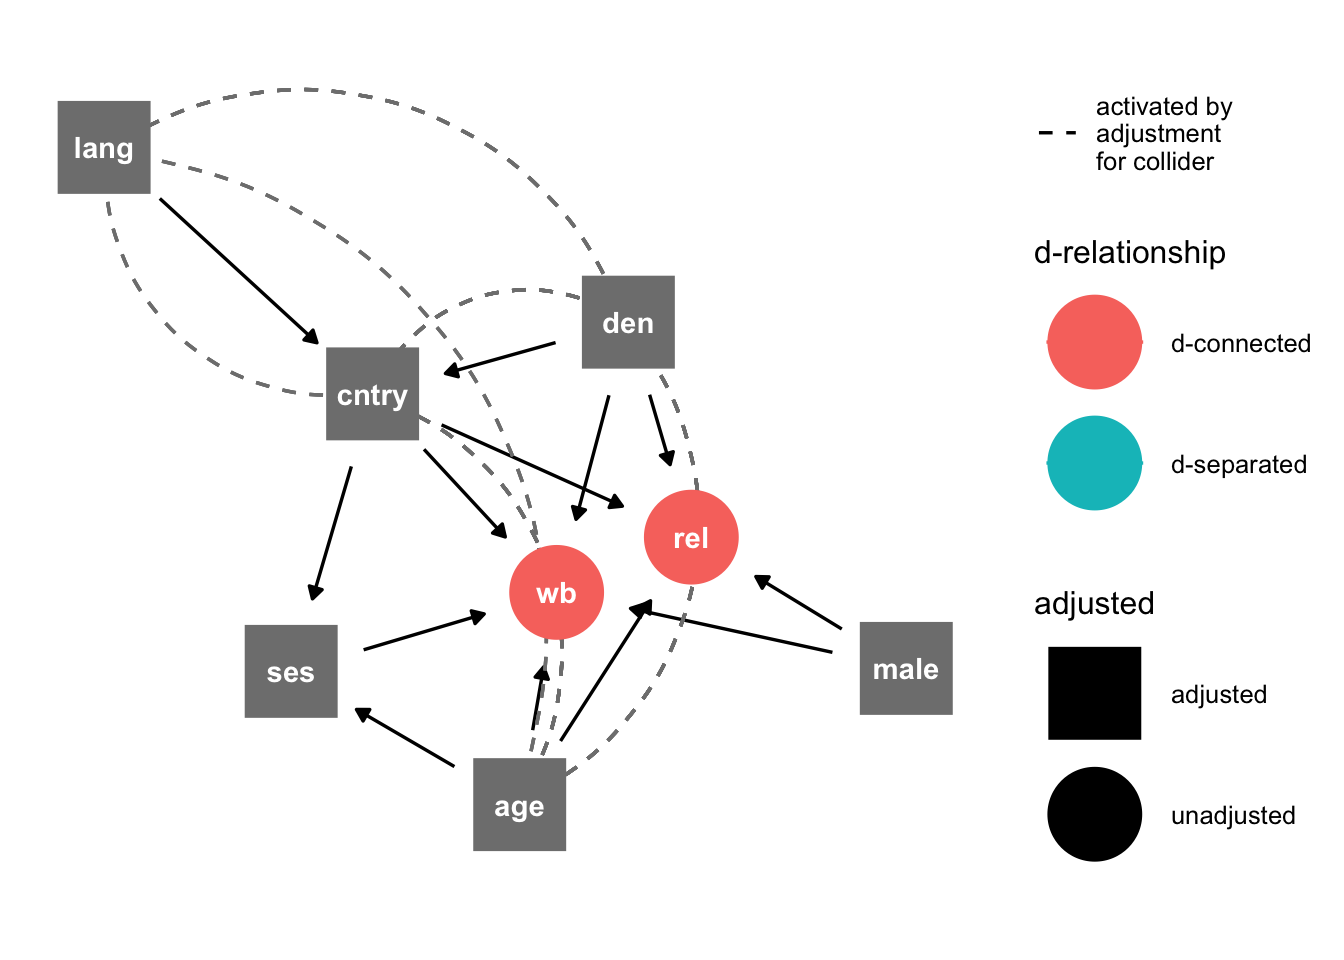 lang
den
cntry
rel
wb
male
ses
age
activated by
adjustment
for collider
d-relationship
d-connected
d-separated
adjusted
adjusted
unadjusted